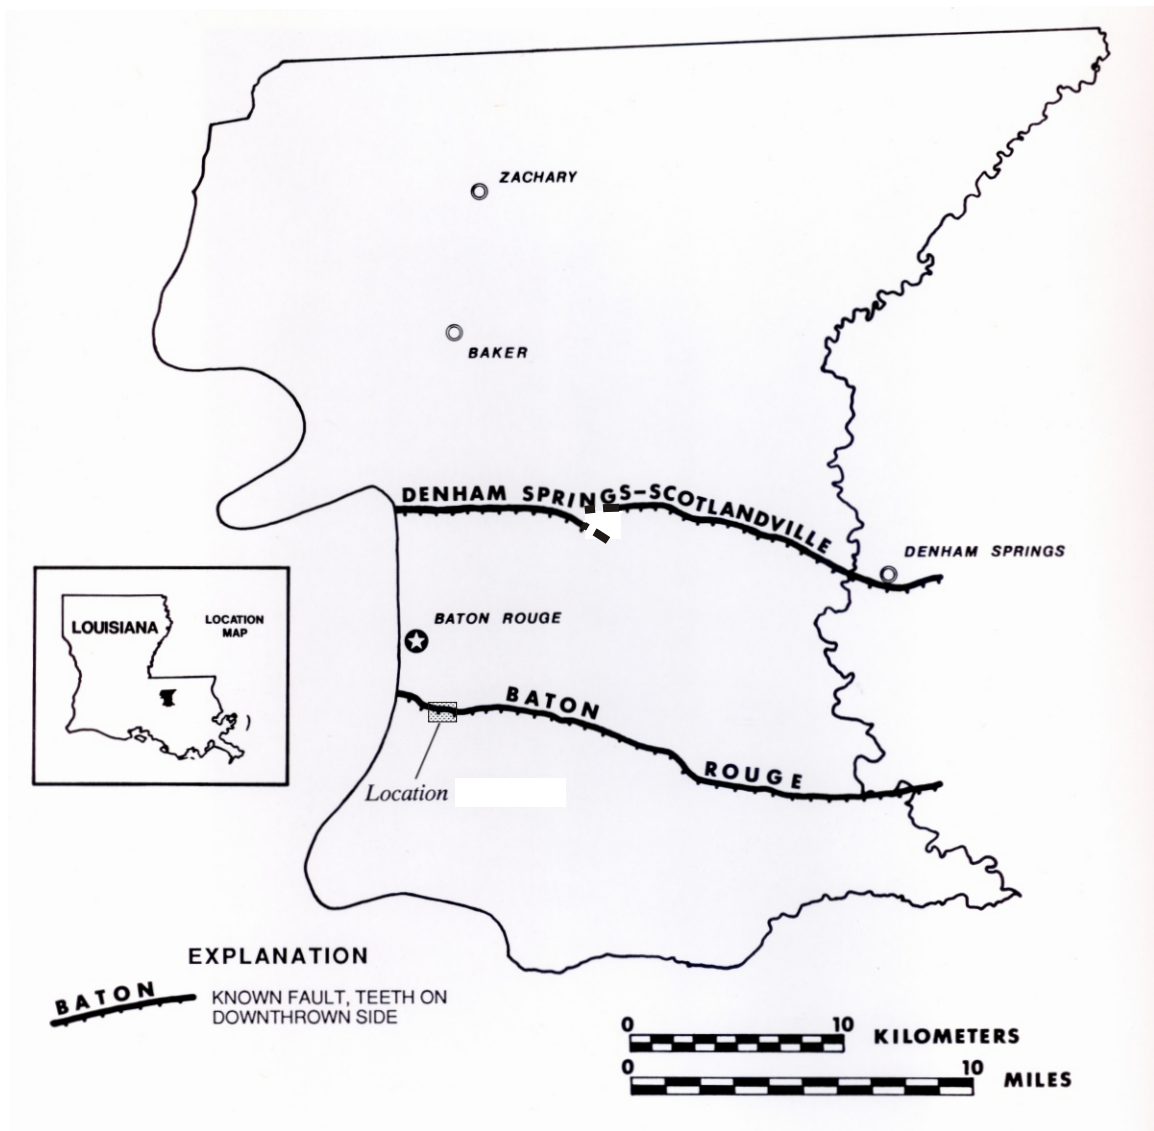 ZACHARY
BAKER
DENHAM SPRINGS-SCOTLANDVILLE
DENHAM SPRINGS
BATON ROUGE
BATON ROUGE
Location
LOUISIANA
LOCATION
MAP
EXPLANATION
BATON
KNOWN FAULT, TEETH ON
DOWNTHROWN SIDE
0 10 KILOMETERS
0 10 MILES